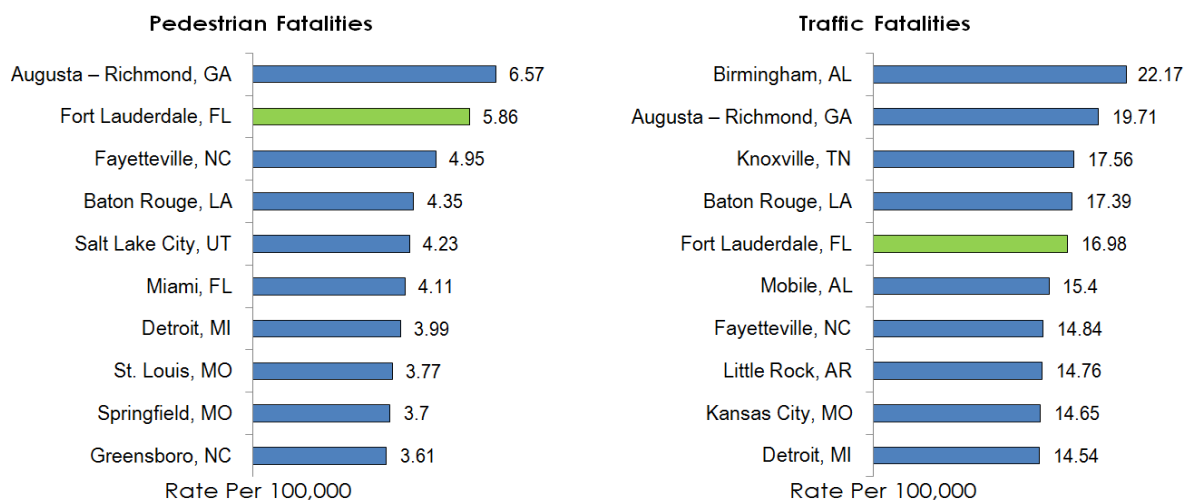 Pedestrian Fatalities
Augusta – Richmond, GA 6.57
Fort Lauderdale, FL 5.86
Fayetteville, NC 4.95
Baton Rouge, LA 4.35
Salt Lake City, UT 4.23
Miami, FL 4.11
Detroit, MI 3.99
St. Louis, MO 3.77
Springfield, MO 3.7
Greensboro, NC 3.61
Rate Per 100,000
Traffic Fatalities
Birmingham, AL 22.17
Augusta – Richmond, GA 19.71
Knoxville, TN 17.56
Baton Rouge, LA 17.39
Fort Lauderdale, FL 16.98
Mobile, AL 15.4
Fayetteville, NC 14.84
Little Rock, AR 14.76
Kansas City, MO 14.65
Detroit, MI 14.54
Rate Per 100,000